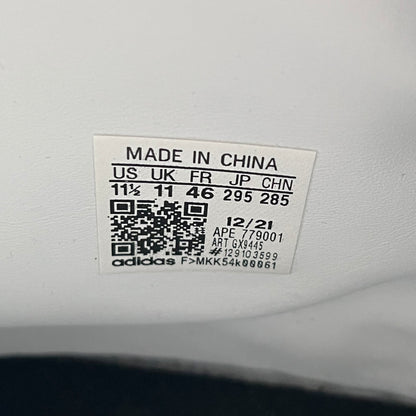 MADE IN CHINA
US UK FR JP CHN
11½ 11 46 295 285
12/21
APE 779001
ART GX9445
#129103599
adidas F>MKK54k00061